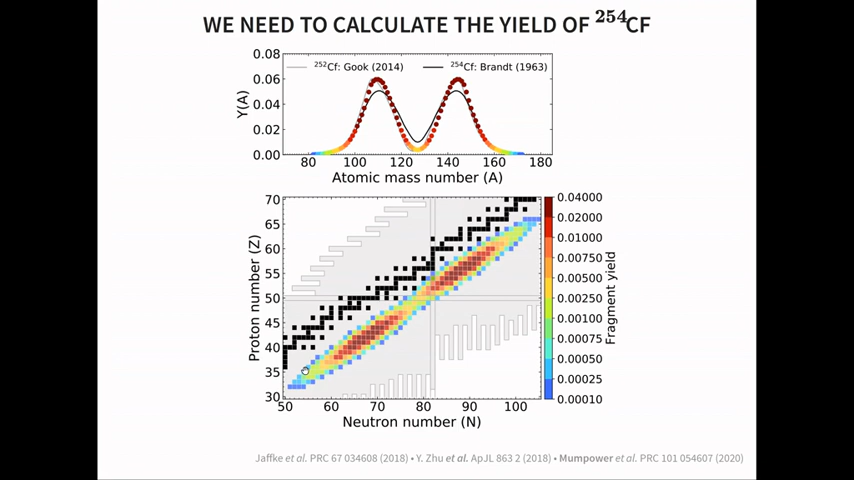 WE NEED TO CALCULATE THE YIELD OF ²⁵⁴CF
0.08
0.06
0.04
0.02
0.00
Y(A)
²⁵²Cf: Gook (2014)
²⁵⁴Cf: Brandt (1963)
80 100 120 140 160 180
Atomic mass number (A)
70
65
60
55
50
45
40
35
30
Proton number (Z)
50 60 70 80 90 100
Neutron number (N)
0.04000
0.02000
0.01000
0.00750
0.00500
0.00250
0.00100
0.00075
0.00050
0.00025
0.00010
Fragment yield
Jaffke et al. PRC 67 034608 (2018) • Y. Zhu et al. ApJL 863 2 (2018) • Mumpower et al. PRC 101 054607 (2020)